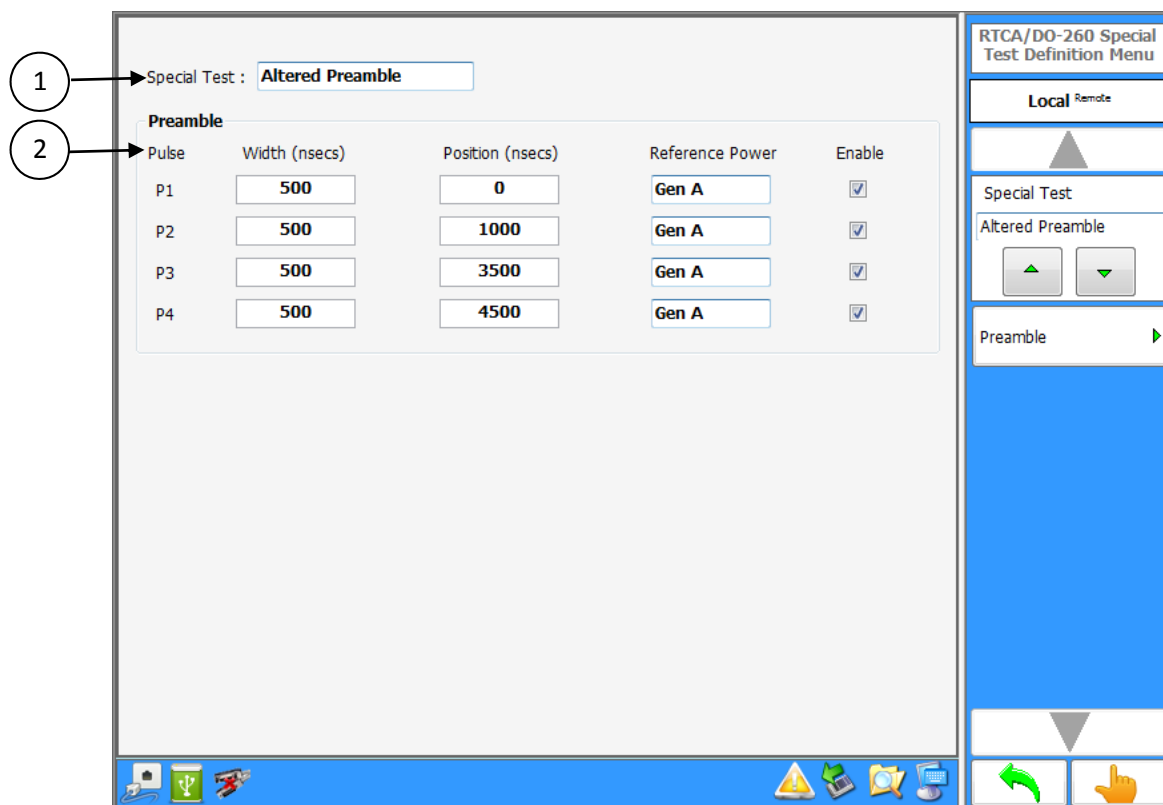 1
Special Test : Altered Preamble
Preamble
2
Pulse Width (nsecs) Position (nsecs) Reference Power Enable
P1 500 0 Gen A
P2 500 1000 Gen A
P3 500 3500 Gen A
P4 500 4500 Gen A
RTCA/DO-260 Special
Test Definition Menu
Local Remote
Special Test
Altered Preamble
Preamble